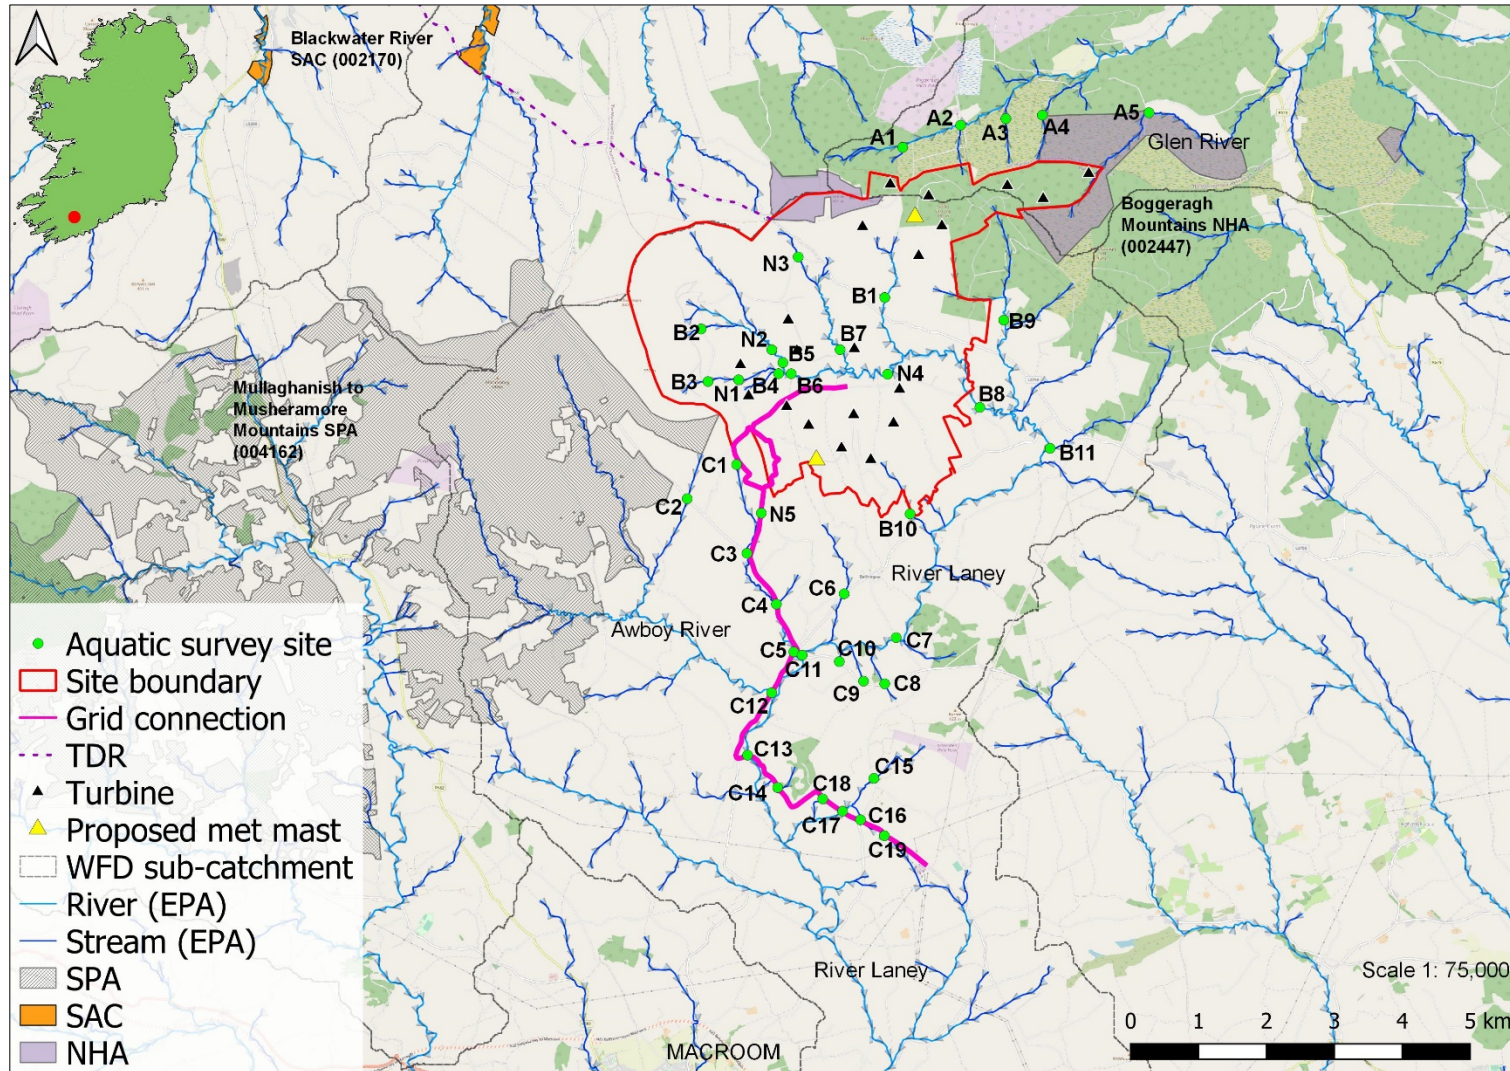 Blackwater River
SAC (002170)
A1
A2
A3
A4
A5
Glen River
Boggeragh
Mountains NHA
(002447)
N3
B1
B2
N2
B5
B7
B9
B3
N1
B4
B6
N4
B8
Mullaghanish to
Musheramore
Mountains SPA
(004162)
B11
C1
C2
N5
B10
C3
River Laney
C6
C4
Awboy River
C5
C11
C10
C7
C9
C8
C12
C13
C15
C14
C18
C17
C16
C19
Aquatic survey site
Site boundary
Grid connection
TDR
Turbine
Proposed met mast
WFD sub-catchment
River (EPA)
Stream (EPA)
SPA
SAC
NHA
River Laney
MACROOM
Scale 1: 75,000
0 1 2 3 4 5 km